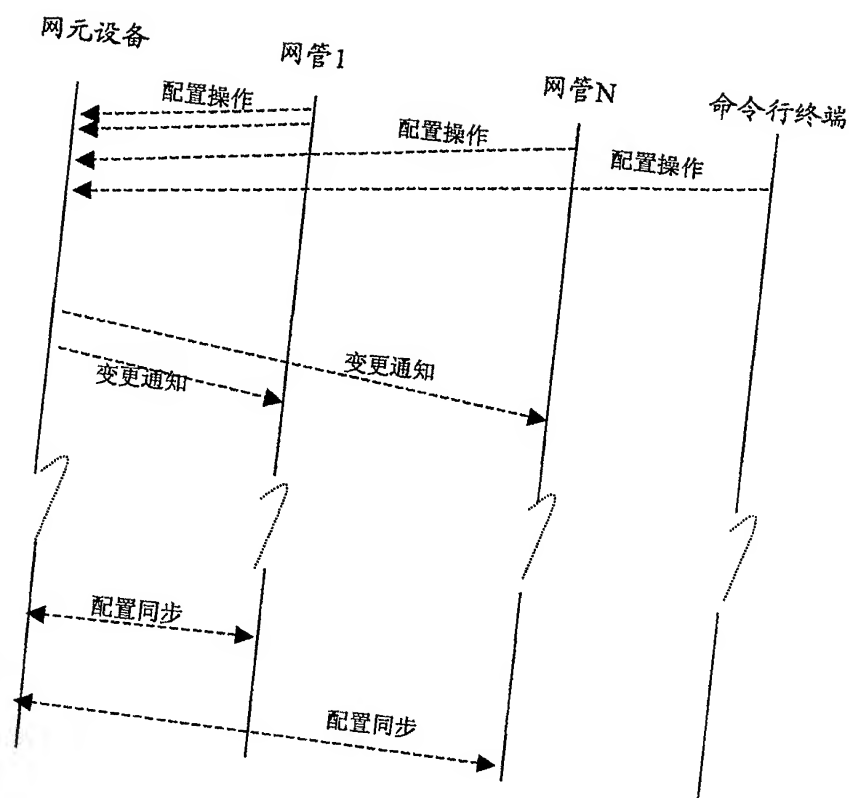 网元设备
网管1
网管N
命令行终端
配置操作
配置操作
配置操作
变更通知
变更通知
配置同步
配置同步